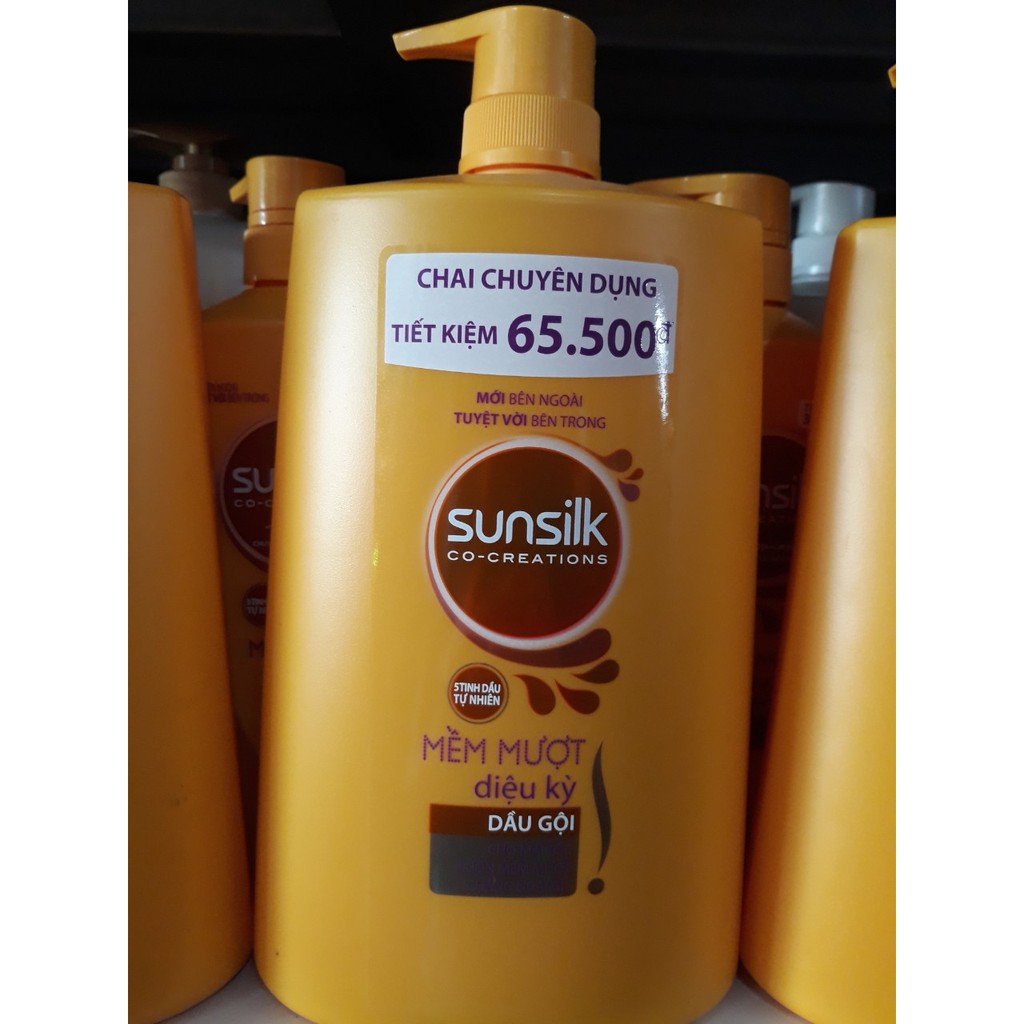 CHAI CHUYÊN DỤNG
TIẾT KIỆM 65.500đ
MỚI BÊN NGOÀI
TUYỆT VỜI BÊN TRONG
sunsilk
CO-CREATIONS
5 TINH DẦU
TỰ NHIÊN
MỀM MƯỢT
diệu kỳ
DẦU GỘI